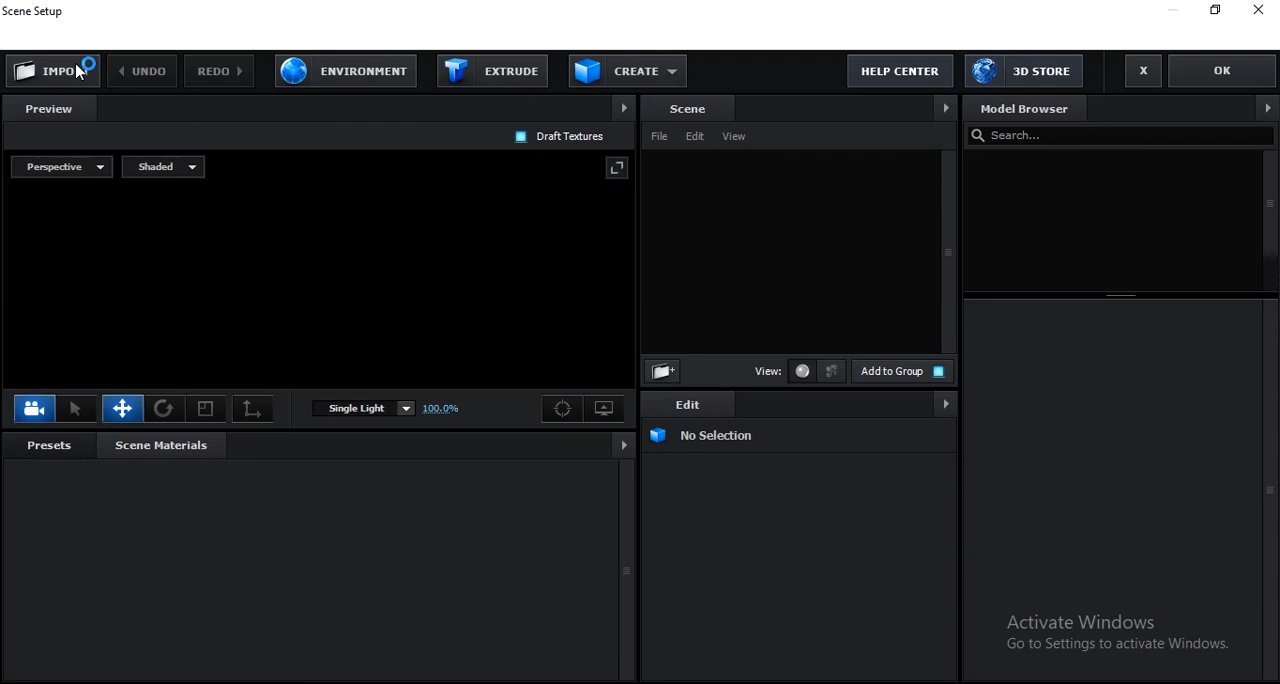 Scene Setup
IMPO
UNDO
REDO
ENVIRONMENT
EXTRUDE
CREATE
HELP CENTER
3D STORE
X
OK
Preview
Scene
Model Browser
Draft Textures
File Edit View
Search...
Perspective
Shaded
View:
Add to Group
Single Light
100.0%
Edit
No Selection
Presets
Scene Materials
Activate Windows
Go to Settings to activate Windows.